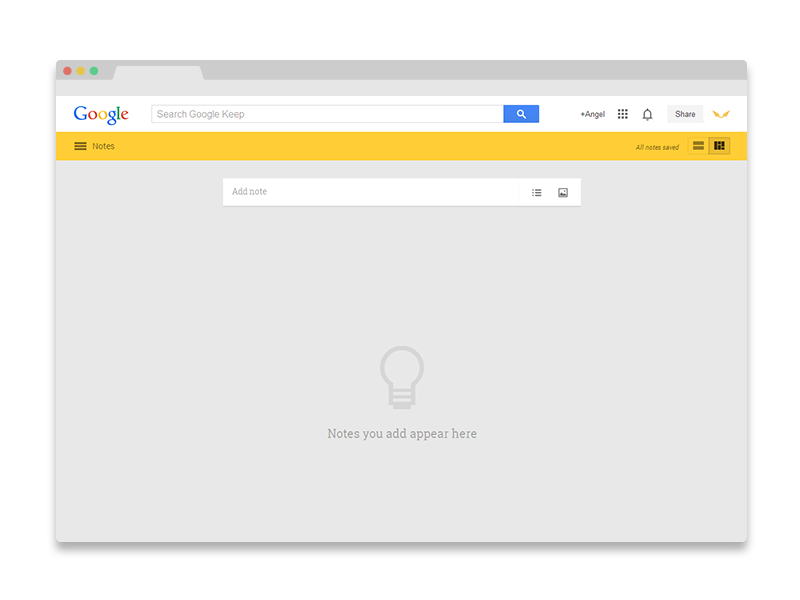 Google
Search Google Keep
+Angel
Share
Notes
All notes saved
Add note
Notes you add appear here